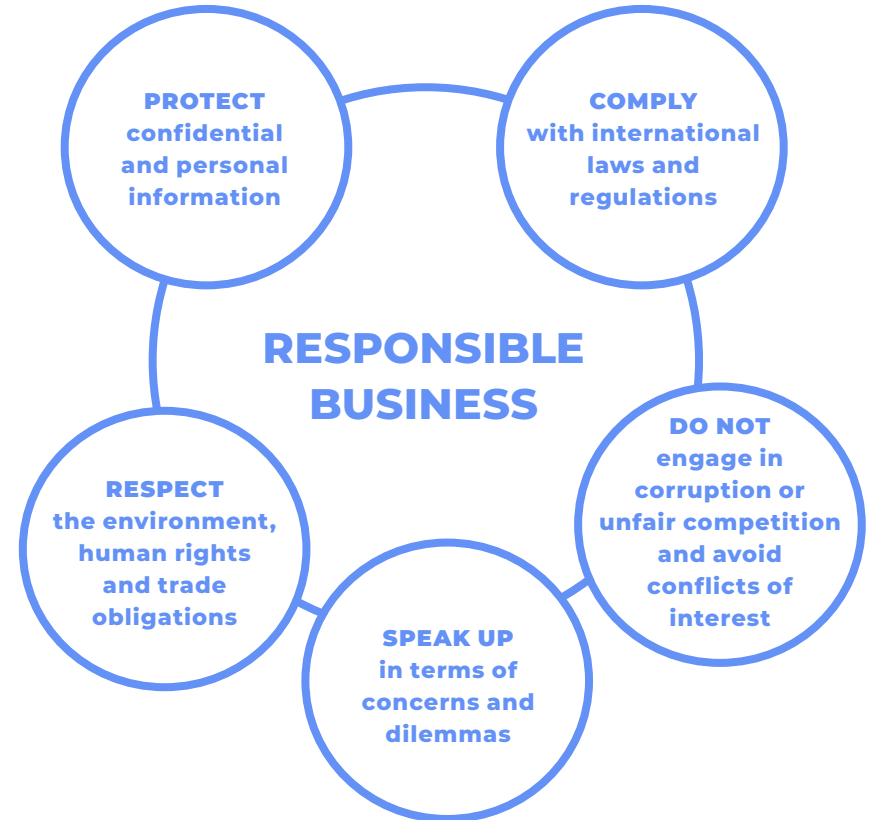 PROTECT
confidential
and personal
information
COMPLY
with international
laws and
regulations
RESPONSIBLE
BUSINESS
DO NOT
engage in
corruption or
unfair competition
and avoid
conflicts of
interest
RESPECT
the environment,
human rights
and trade
obligations
SPEAK UP
in terms of
concerns and
dilemmas